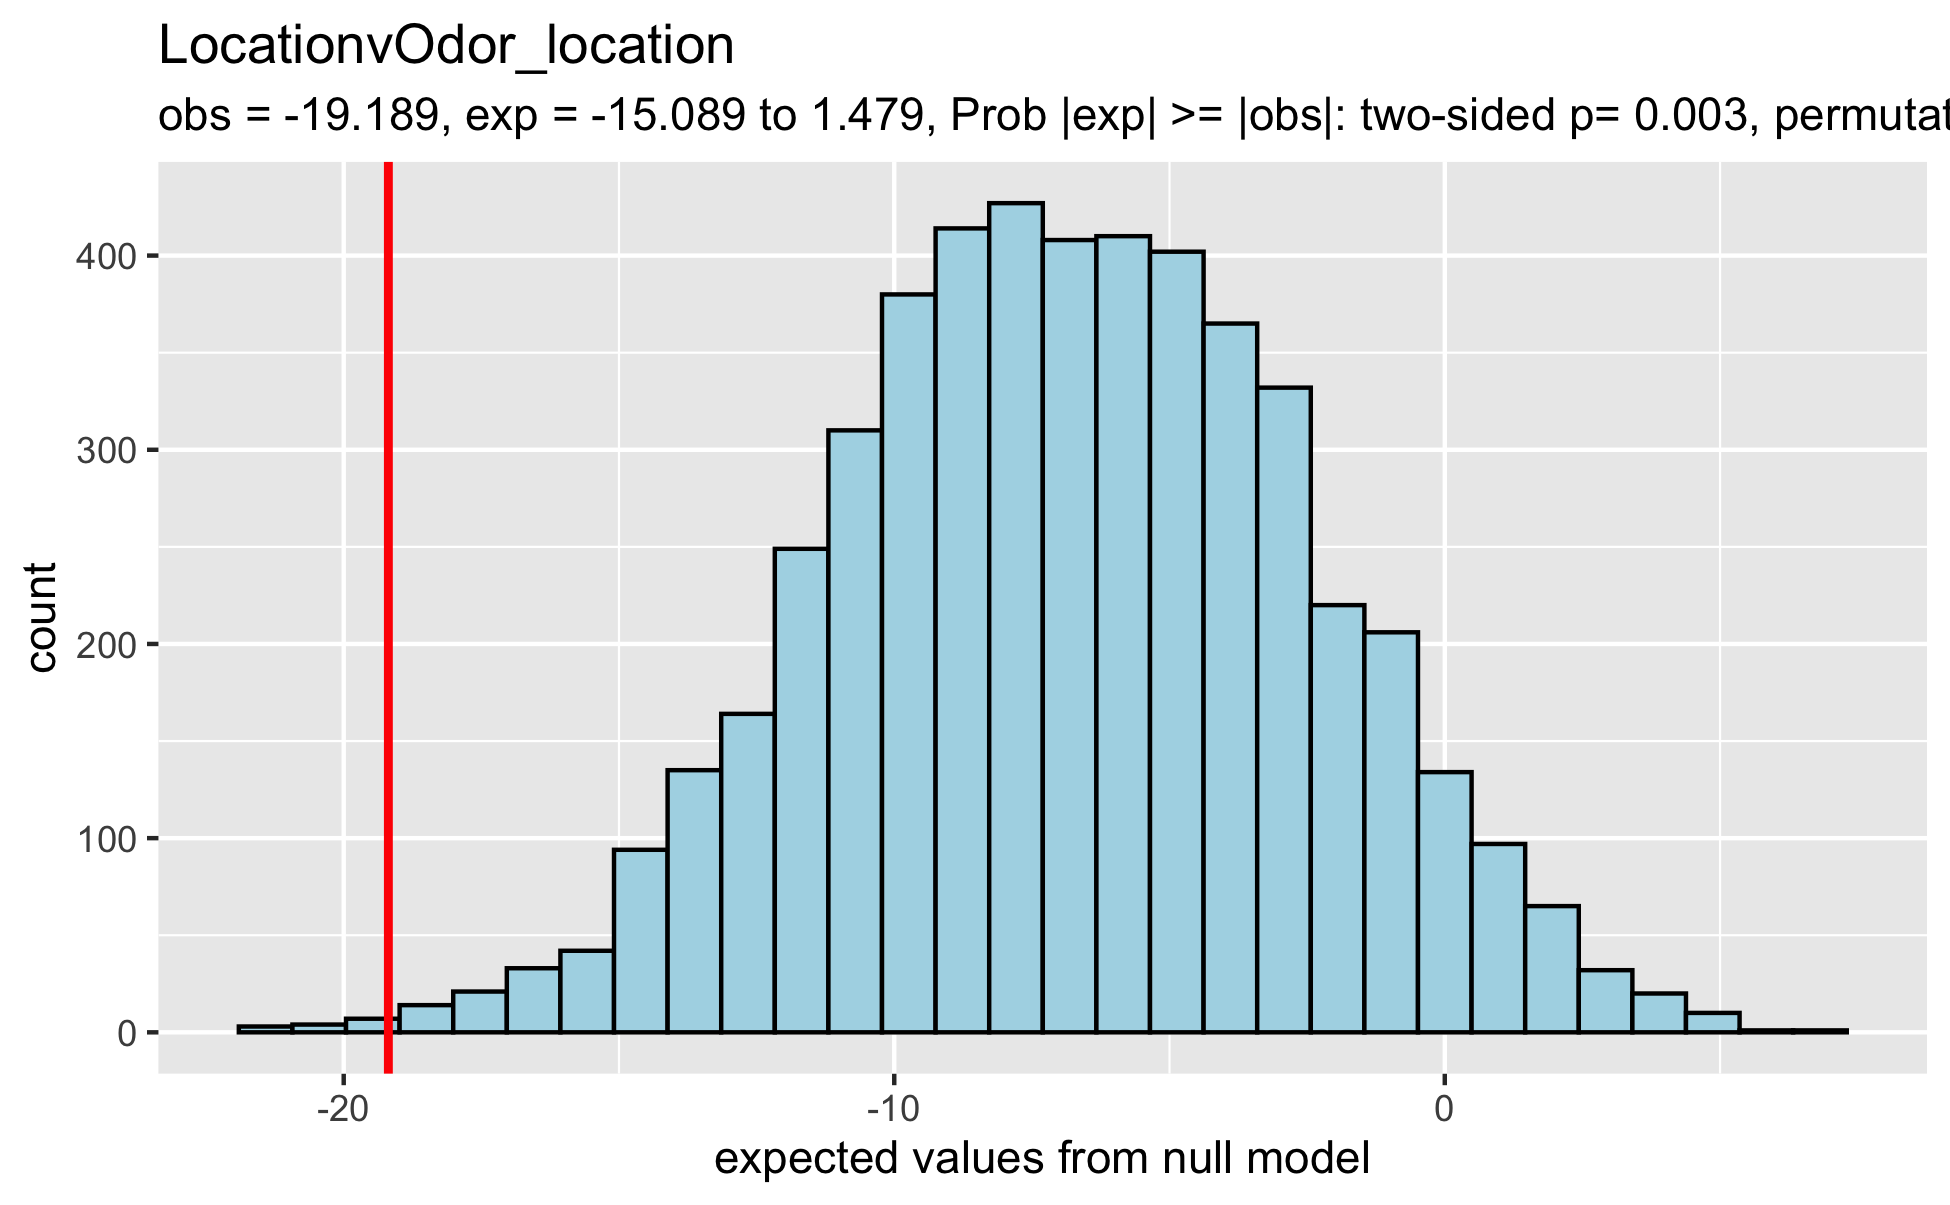 LocationvOdor_location
obs = -19.189, exp = -15.089 to 1.479, Prob |exp| >= |obs|: two-sided p= 0.003, permutat
400
300
200
100
0
count
-20
-10
0
expected values from null model